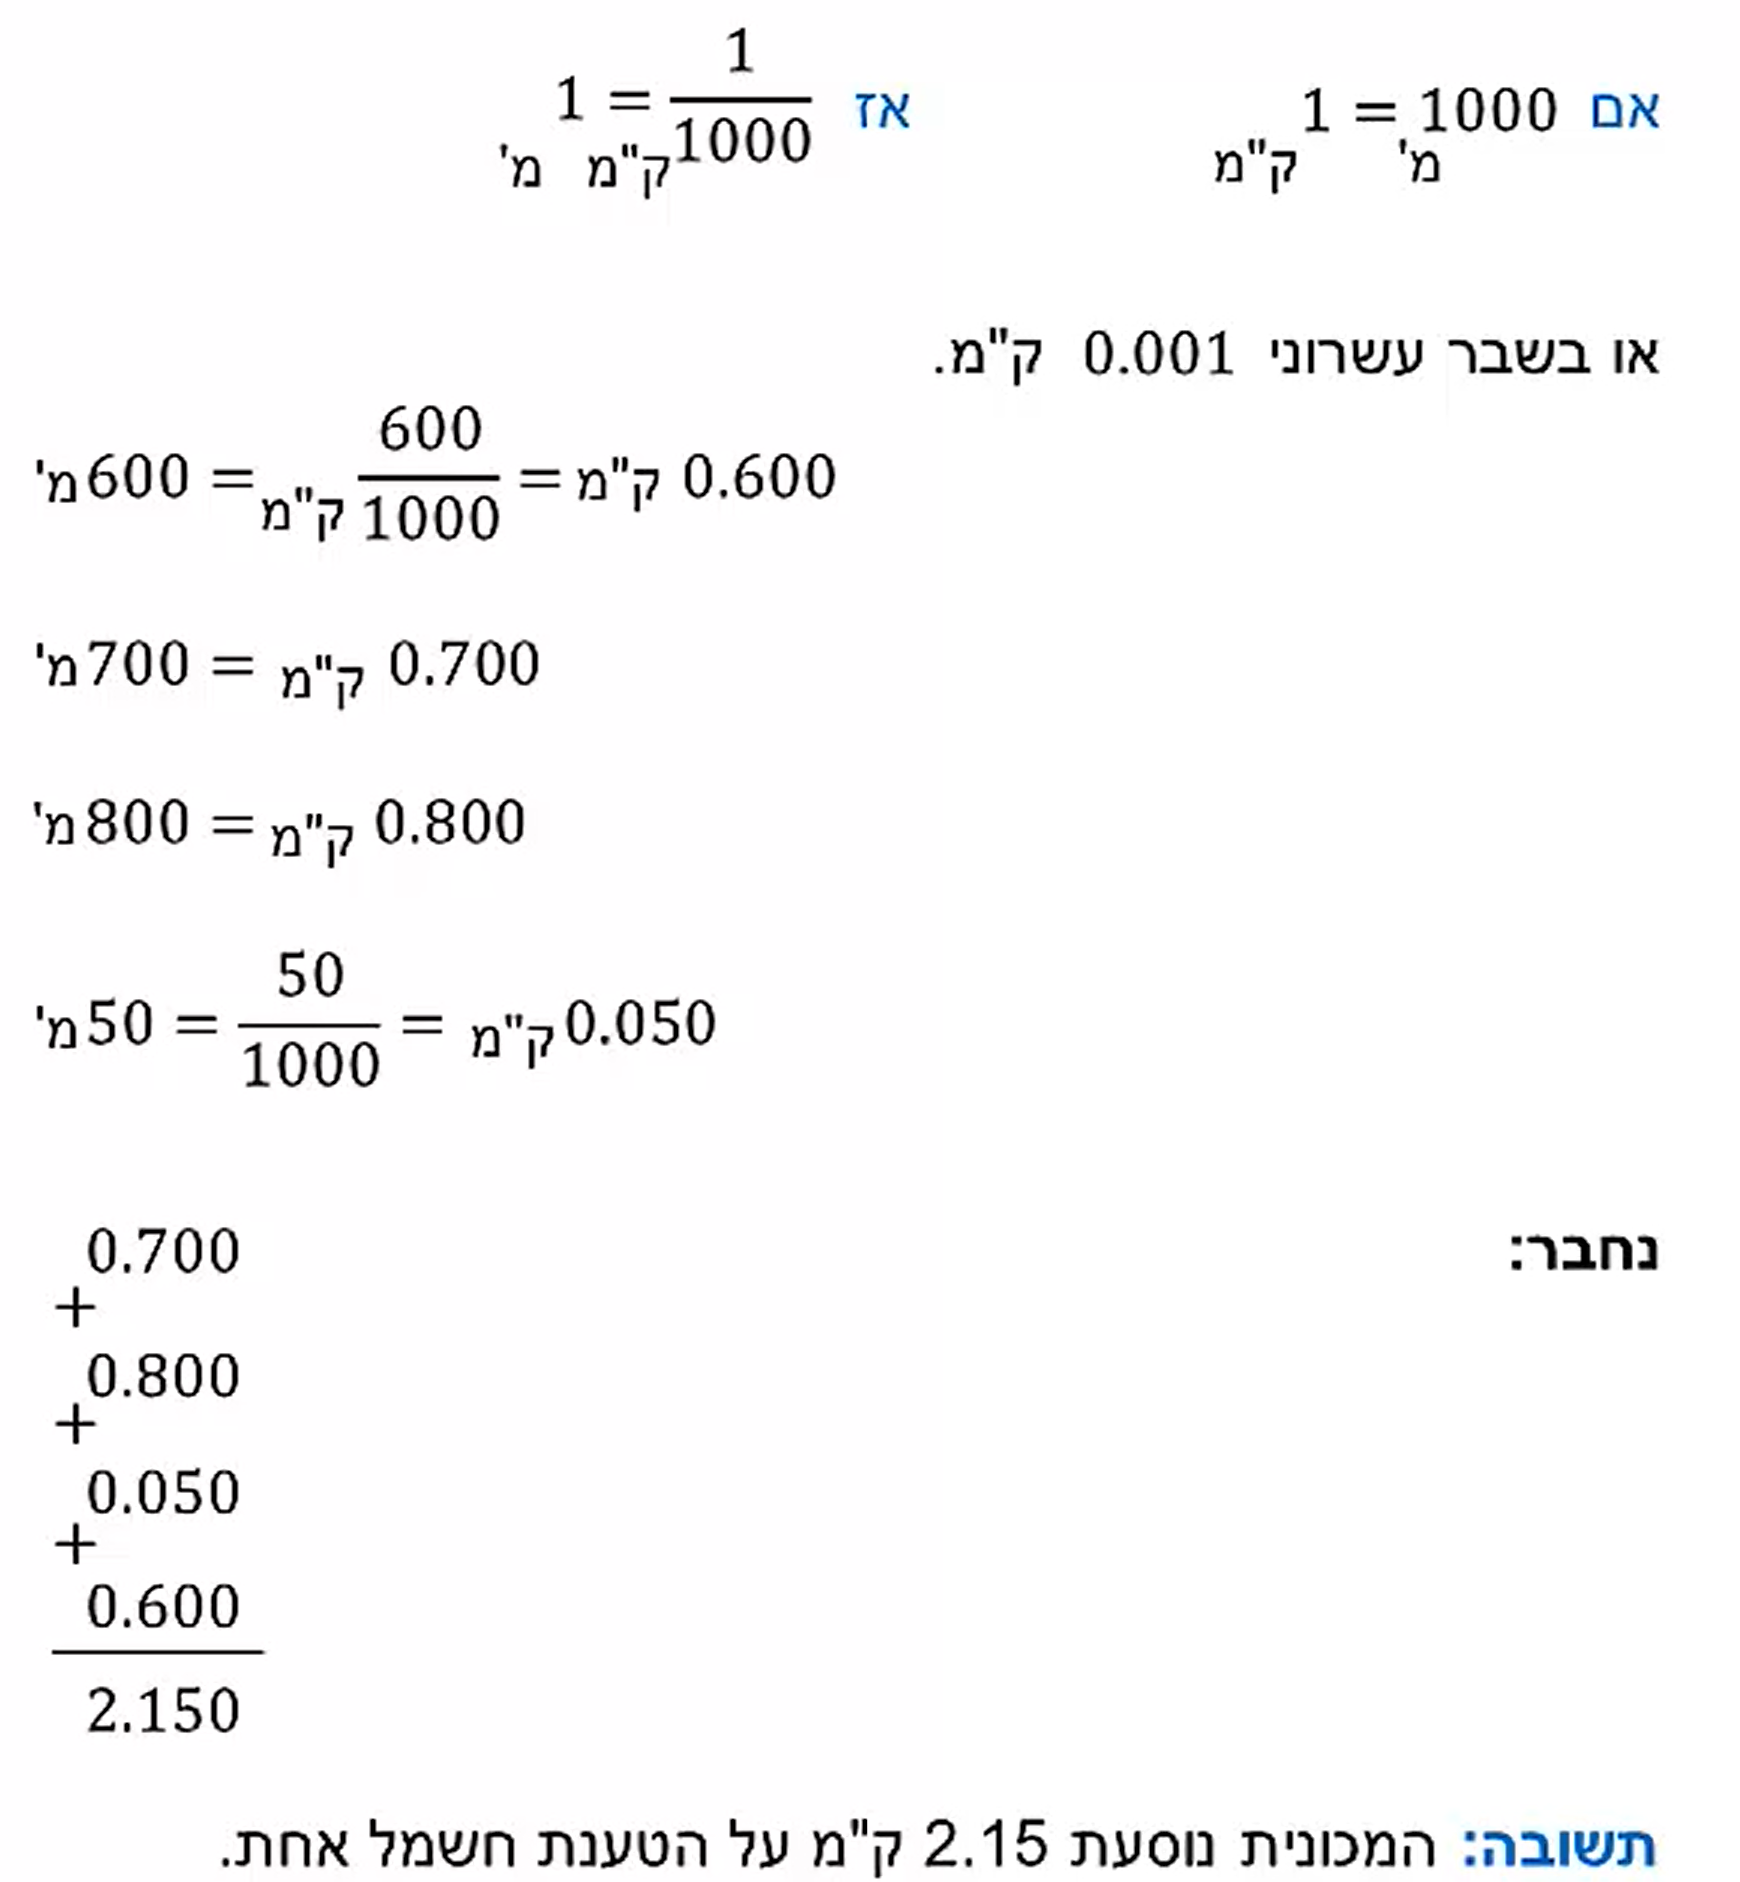 אם 1 ק"מ = 1000 מ' אז 1 מ' = 1/1000 ק"מ
או בשבר עשרוני 0.001 ק"מ.
600 מ' = 600/1000 ק"מ = 0.600 ק"מ
700 מ' = 0.700 ק"מ
800 מ' = 0.800 ק"מ
50 מ' = 50/1000 = 0.050 ק"מ
נחבר: 0.700
+
0.800
+
0.050
+
0.600
2.150
תשובה: המכונית נוסעת 2.15 ק"מ על הטענת חשמל אחת.